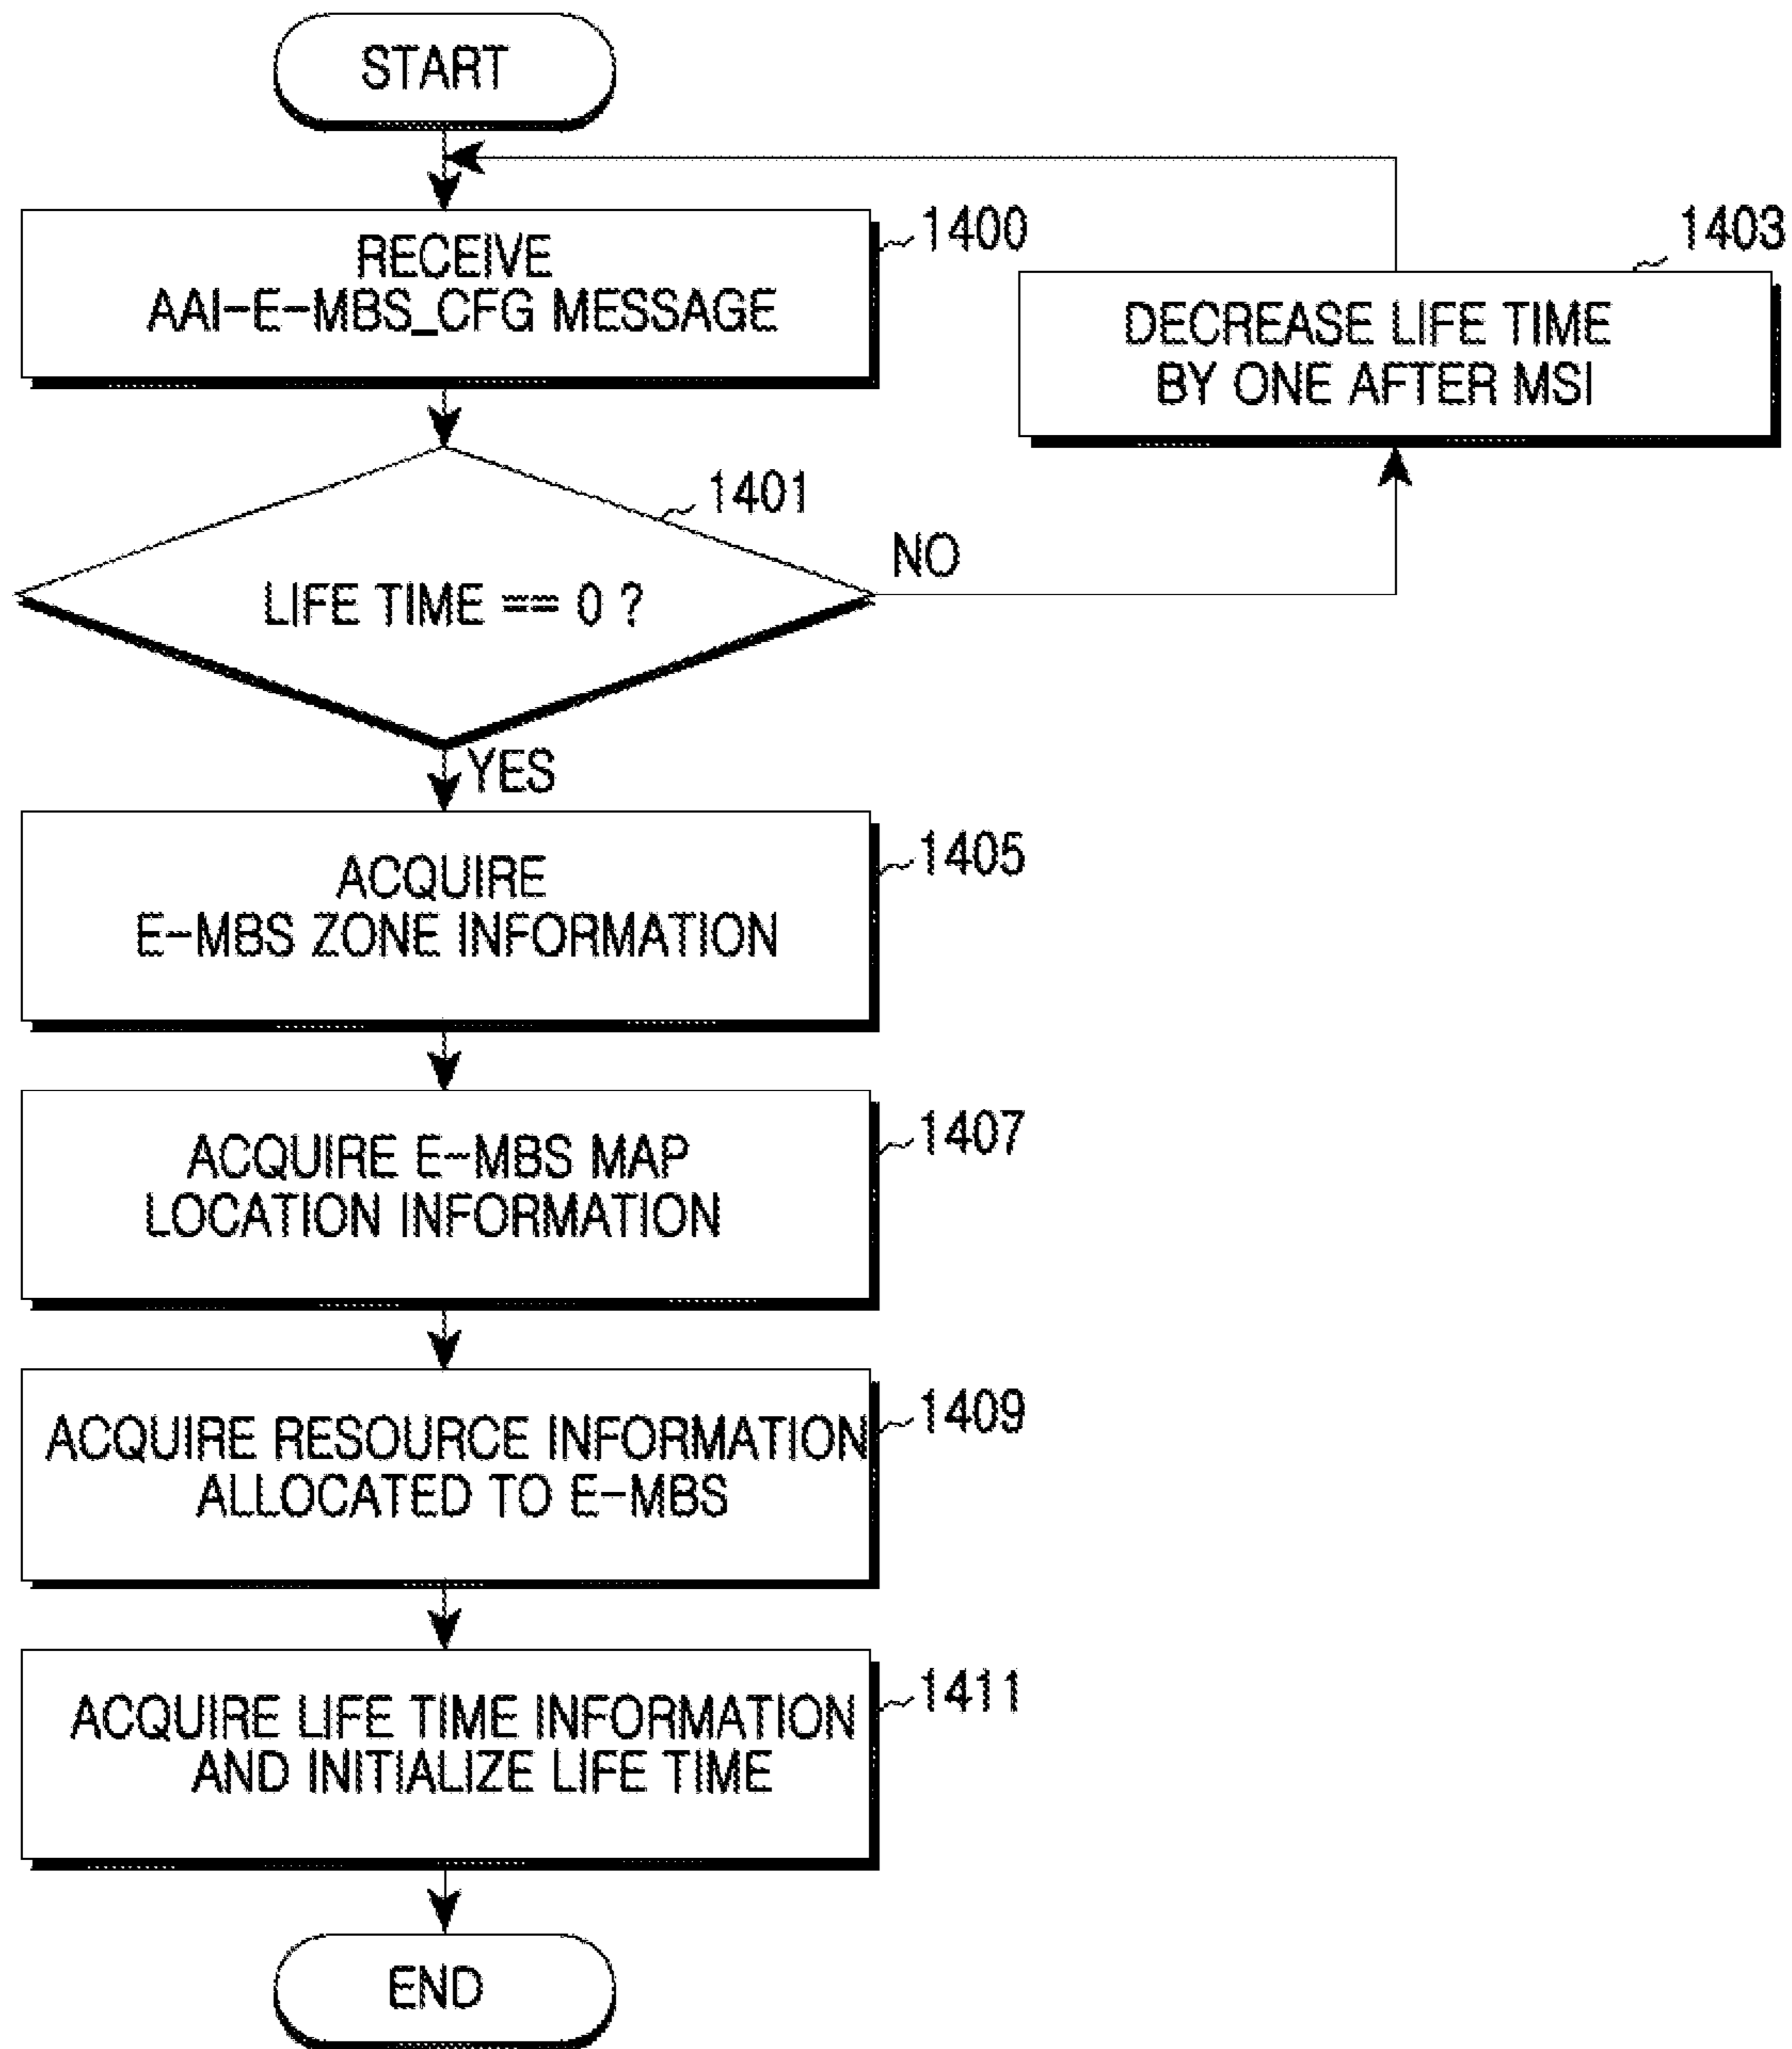 START
RECEIVE
AAI-E-MBS_CFG MESSAGE
1400
1403
DECREASE LIFE TIME
BY ONE AFTER MSI
1401
LIFE TIME == 0 ?
NO
YES
ACQUIRE
E-MBS ZONE INFORMATION
1405
ACQUIRE E-MBS MAP
LOCATION INFORMATION
1407
ACQUIRE RESOURCE INFORMATION
ALLOCATED TO E-MBS
1409
ACQUIRE LIFE TIME INFORMATION
AND INITIALIZE LIFE TIME
1411
END